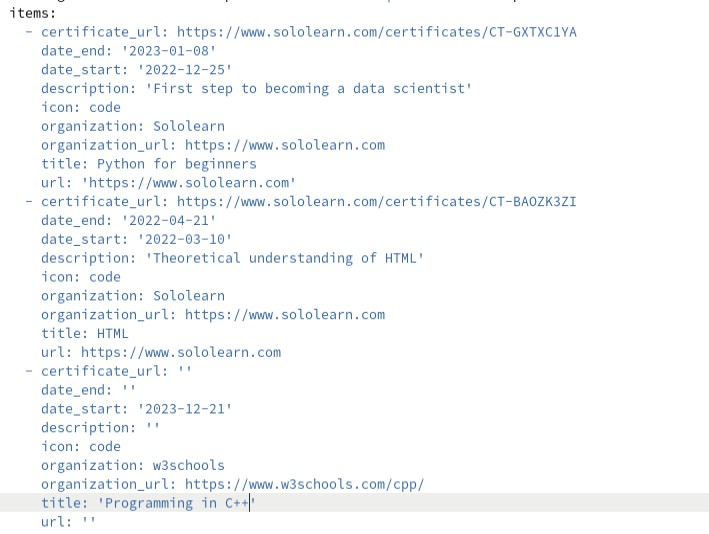 items:
  - certificate_url: https://www.sololearn.com/certificates/CT-GXTXC1YA
    date_end: '2023-01-08'
    date_start: '2022-12-25'
    description: 'First step to becoming a data scientist'
    icon: code
    organization: Sololearn
    organization_url: https://www.sololearn.com
    title: Python for beginners
    url: 'https://www.sololearn.com'
  - certificate_url: https://www.sololearn.com/certificates/CT-BAOZK3ZI
    date_end: '2022-04-21'
    date_start: '2022-03-10'
    description: 'Theoretical understanding of HTML'
    icon: code
    organization: Sololearn
    organization_url: https://www.sololearn.com
    title: HTML
    url: https://www.sololearn.com
  - certificate_url: ''
    date_end: ''
    date_start: '2023-12-21'
    description: ''
    icon: code
    organization: w3schools
    organization_url: https://www.w3schools.com/cpp/
    title: 'Programming in C++'
    url: ''